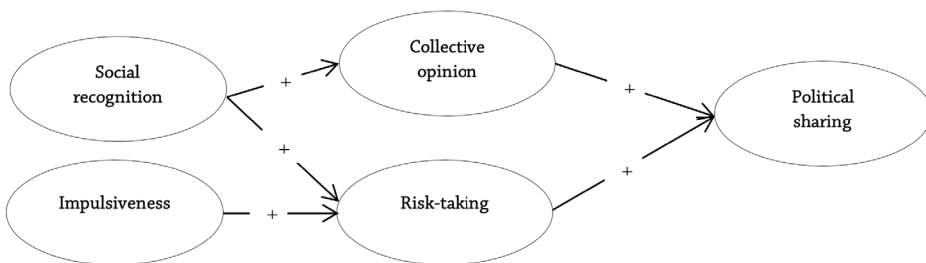 Social
recognition
+
Collective
opinion
+
Political
sharing
+
Impulsiveness
+
Risk-taking
+